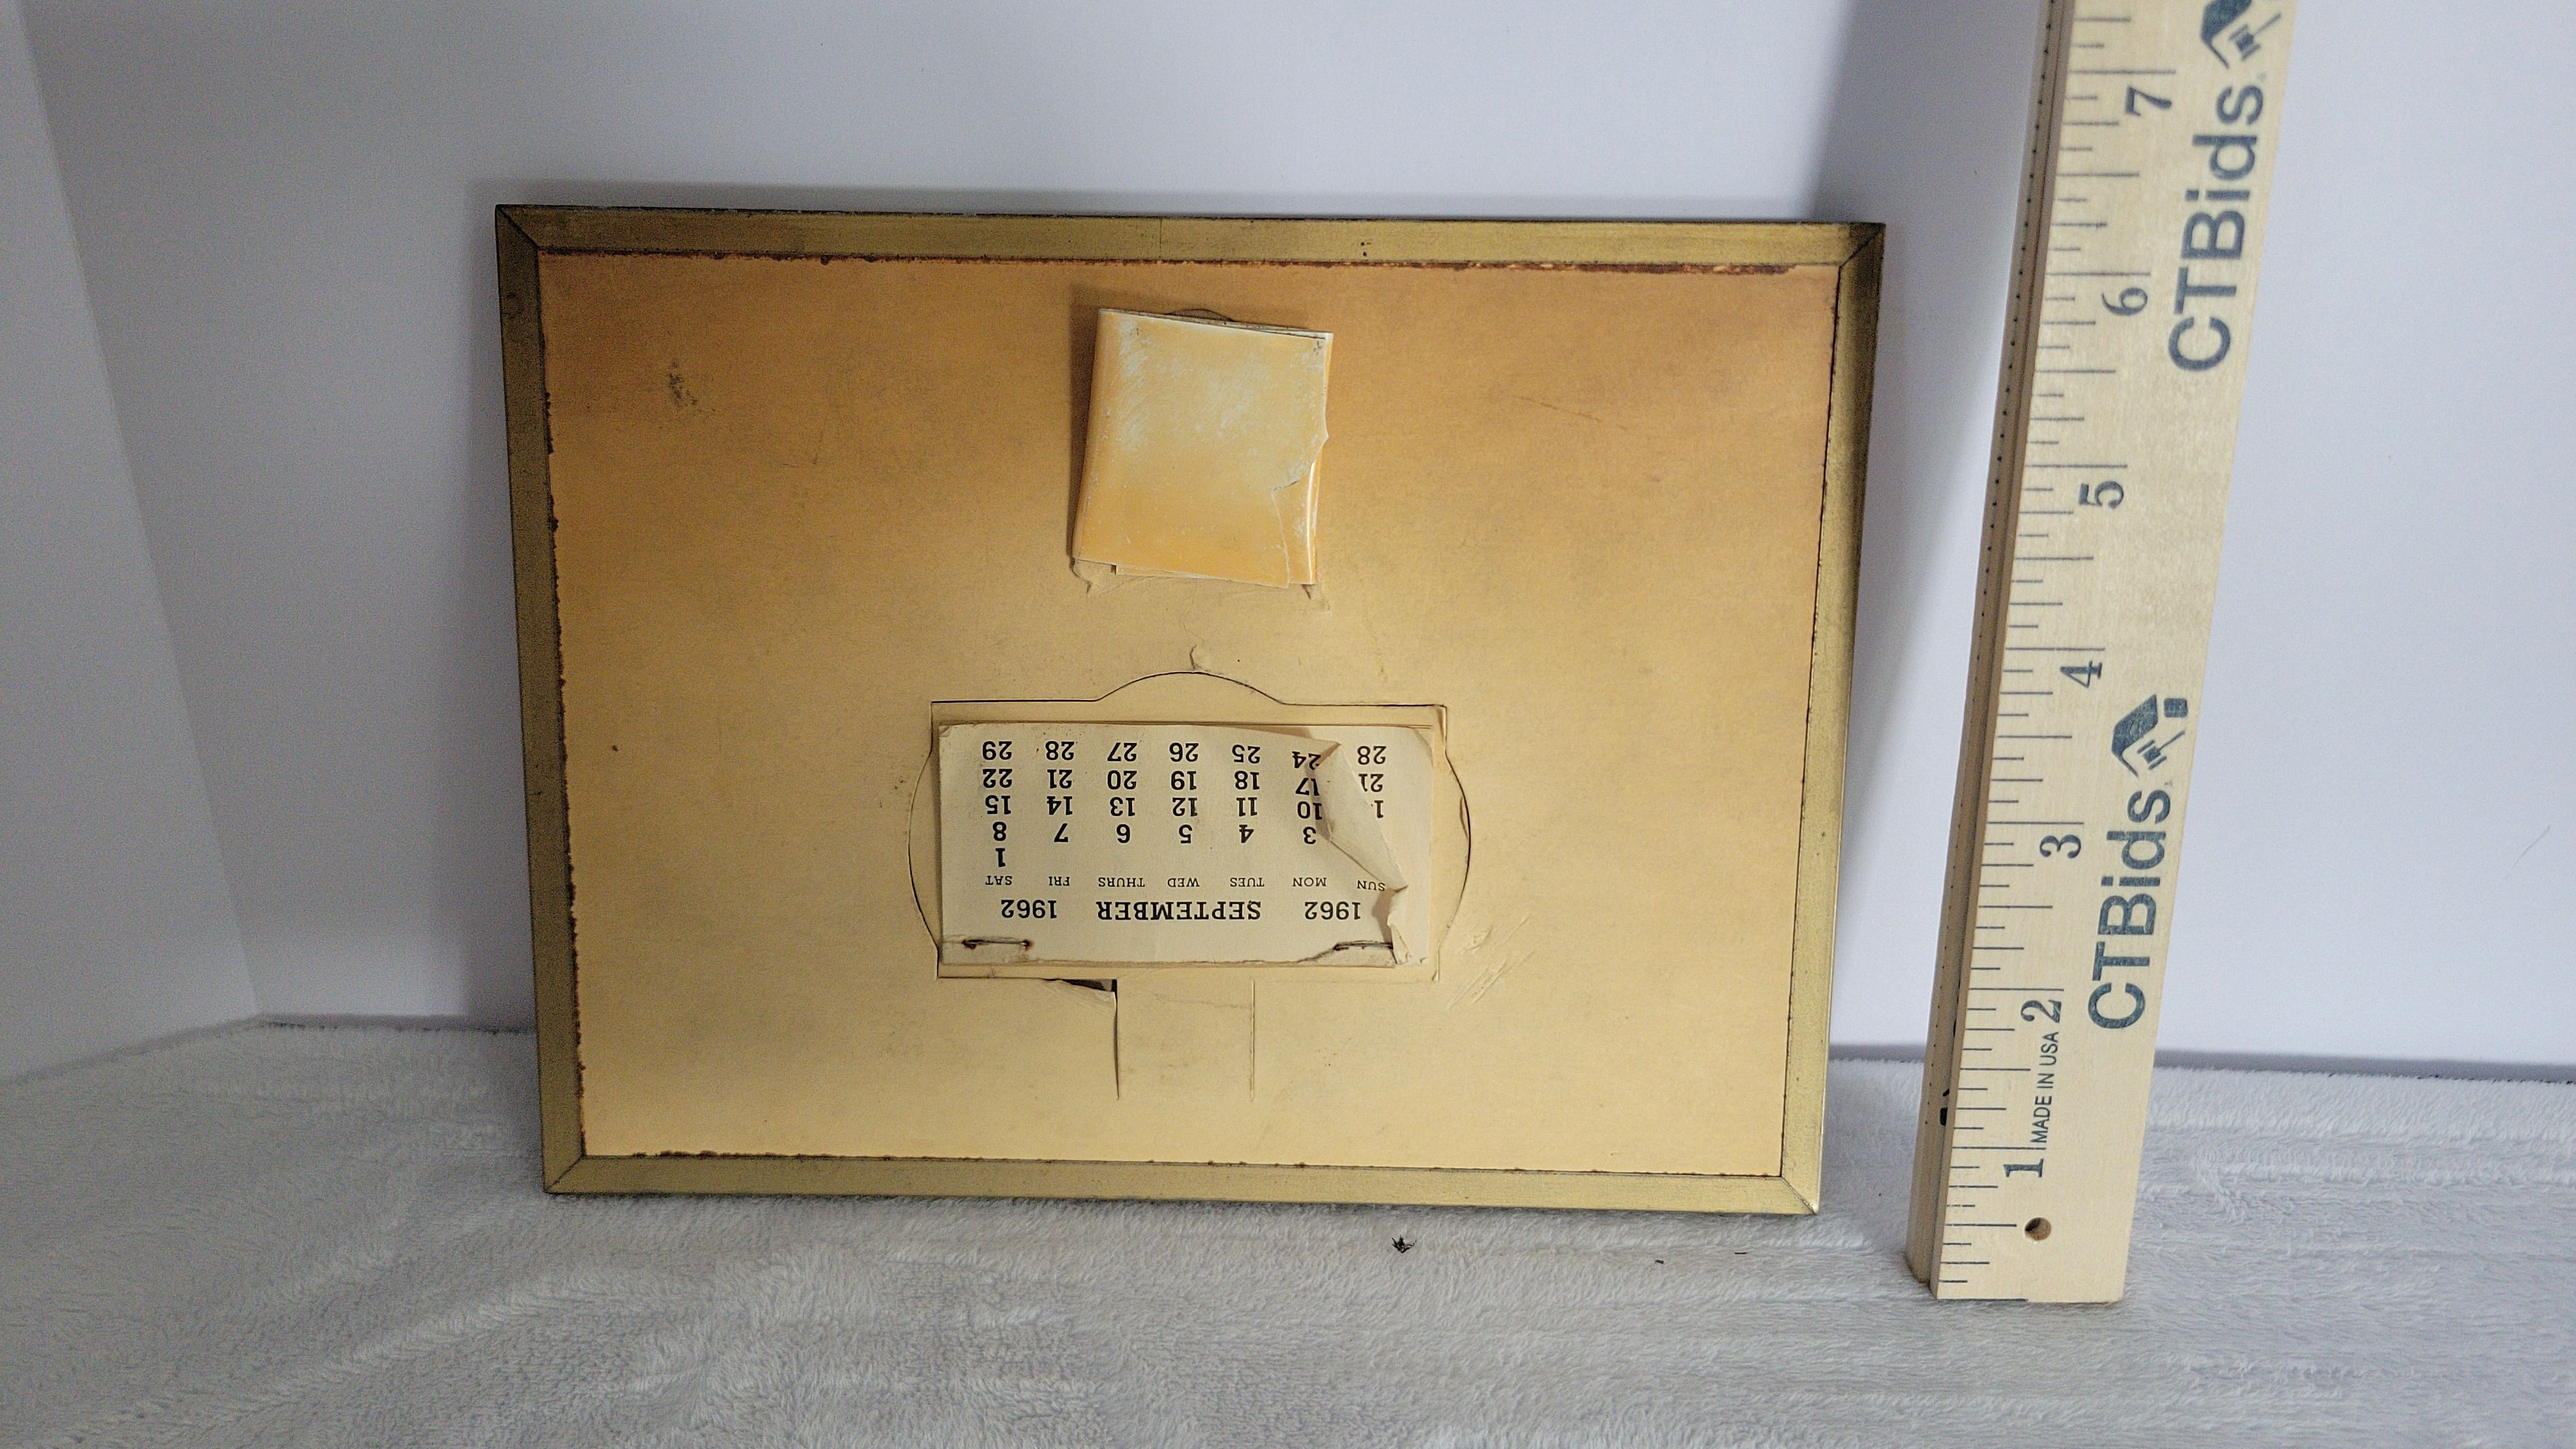 1962 SEPTEMBER 1962
SUN MON TUES WED THURS FRI SAT
1
3 4 5 6 7 8
10 11 12 13 14 15
21 17 18 19 20 21 22
28 24 25 26 27 28 29
1 2 3 4 5 6 7
MADE IN USA
CTBids
CTBids